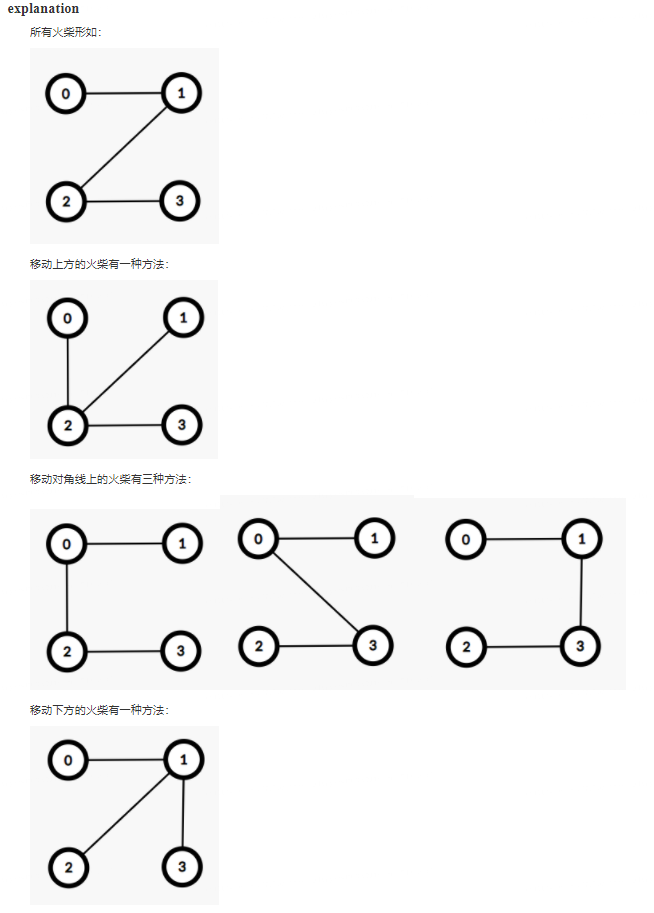 explanation
所有火柴形如：
0 1
2 3
移动上方的火柴有一种方法：
0 1
2 3
移动对角线上的火柴有三种方法：
0 1 0 1 0 1
2 3 2 3 2 3
移动下方的火柴有一种方法：
0 1
2 3